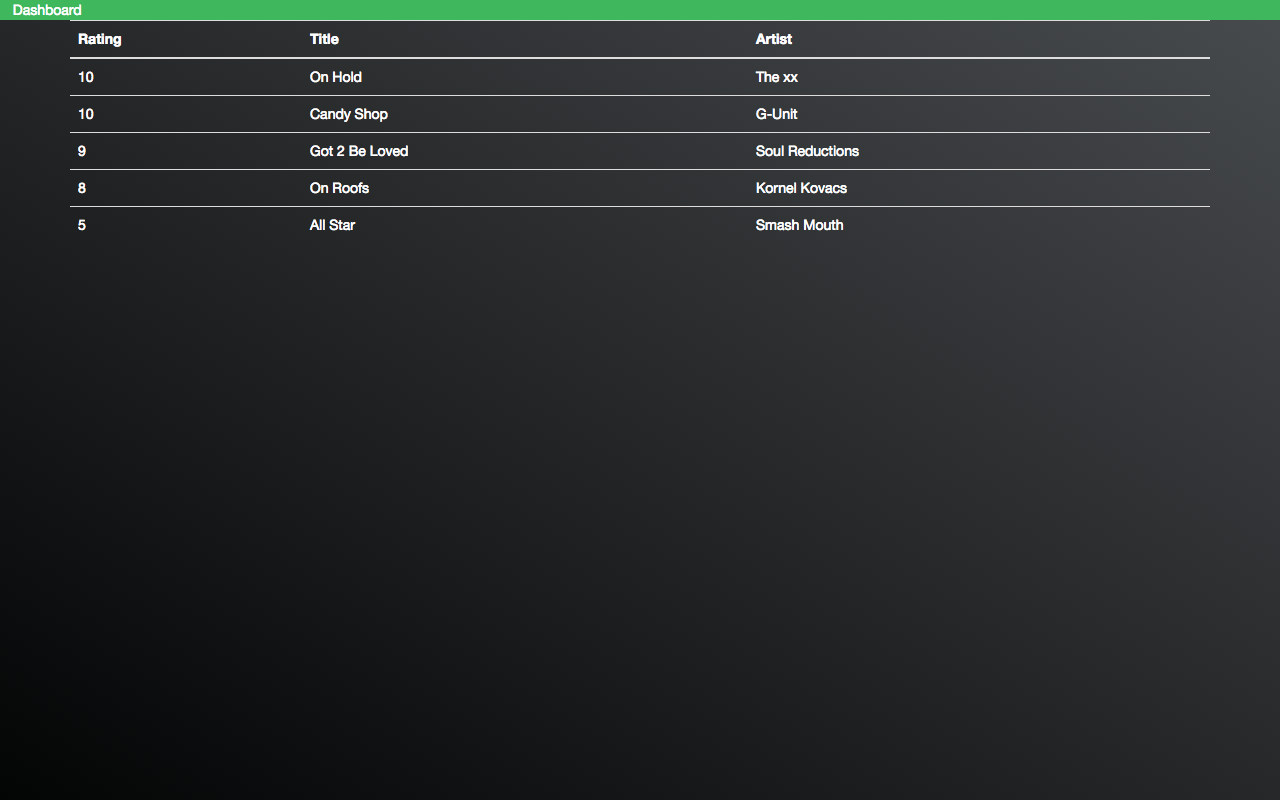 Dashboard
Rating Title Artist
10 On Hold The xx
10 Candy Shop G-Unit
9 Got 2 Be Loved Soul Reductions
8 On Roofs Kornel Kovacs
5 All Star Smash Mouth